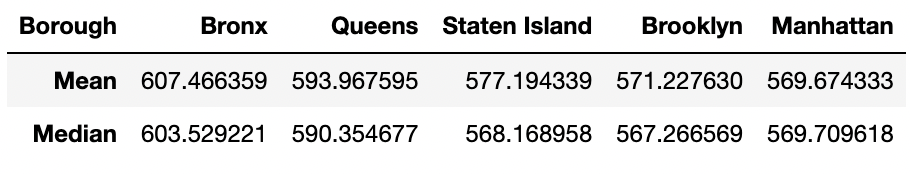 Borough Bronx Queens Staten Island Brooklyn Manhattan
Mean 607.466359 593.967595 577.194339 571.227630 569.674333
Median 603.529221 590.354677 568.168958 567.266569 569.709618